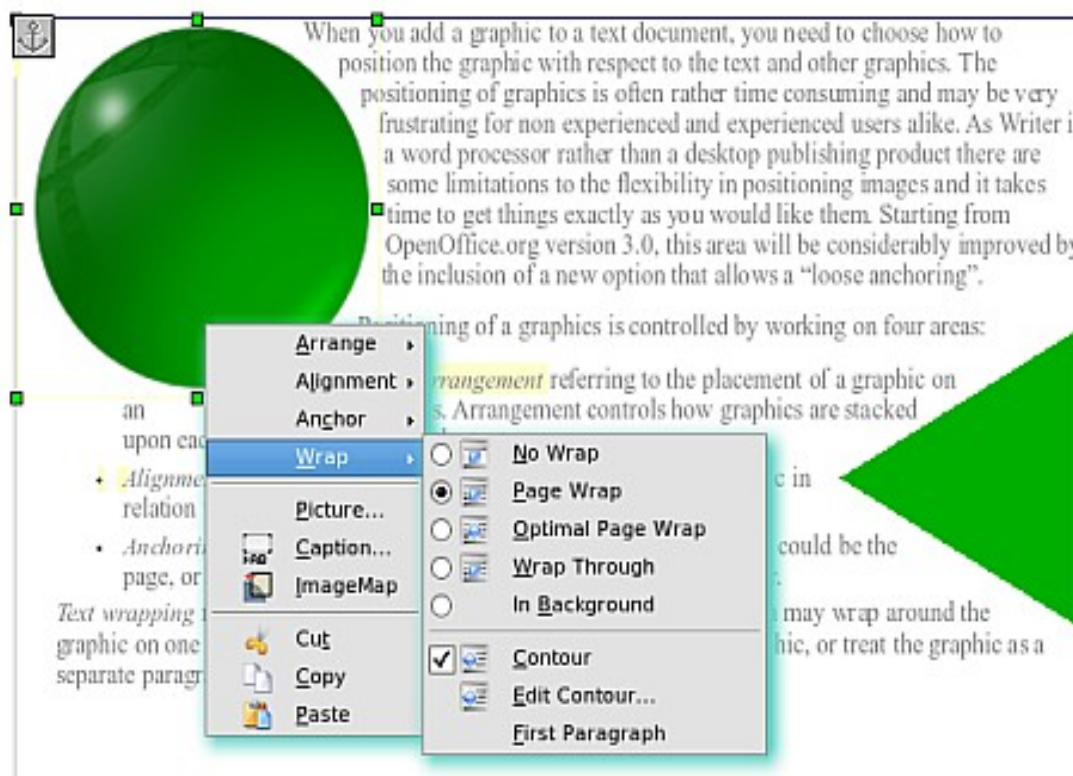 When you add a graphic to a text document, you need to choose how to
position the graphic with respect to the text and other graphics. The
positioning of graphics is often rather time consuming and may be very
frustrating for non experienced and experienced users alike. As Writer
a word processor rather than a desktop publishing product there are
some limitations to the flexibility in positioning images and it takes
time to get things exactly as you would like them. Starting from
OpenOffice.org version 3.0, this area will be considerably improved by
the inclusion of a new option that allows a “loose anchoring”.
of a graphics is controlled by working on four areas:
referring to the placement of a graphic on
an Arrangement controls how graphics are stacked
upon
in
relation
could be the
page, or
Text wrapping may wrap around the
graphic on one or treat the graphic as a
separate
Arrange
Alignment
Anchor
Wrap
Picture...
Caption...
ImageMap
Cut
Copy
Paste
No Wrap
Page Wrap
Optimal Page Wrap
Wrap Through
In Background
Contour
Edit Contour...
First Paragraph